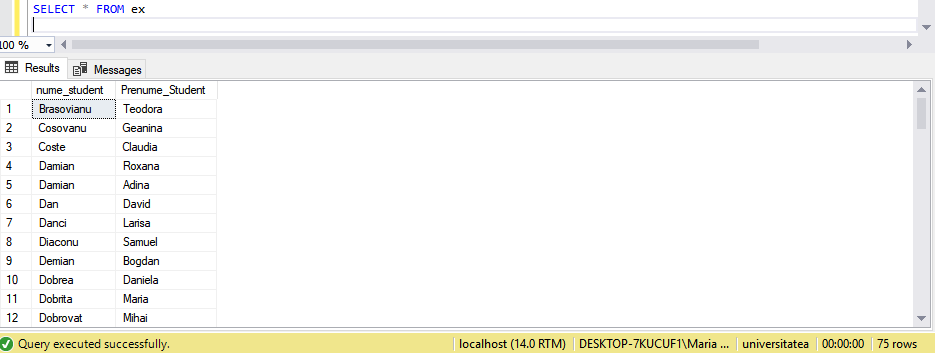 SELECT * FROM ex
100 %
Results Messages
nume_student Prenume_Student
1 Brasovianu Teodora
2 Cosovanu Geanina
3 Coste Claudia
4 Damian Roxana
5 Damian Adina
6 Dan David
7 Danci Larisa
8 Diaconu Samuel
9 Demian Bogdan
10 Dobrea Daniela
11 Dobrita Maria
12 Dobrovat Mihai
Query executed successfully. localhost (14.0 RTM) DESKTOP-7KUCUF1\Maria ... universitatea 00:00:00 75 rows